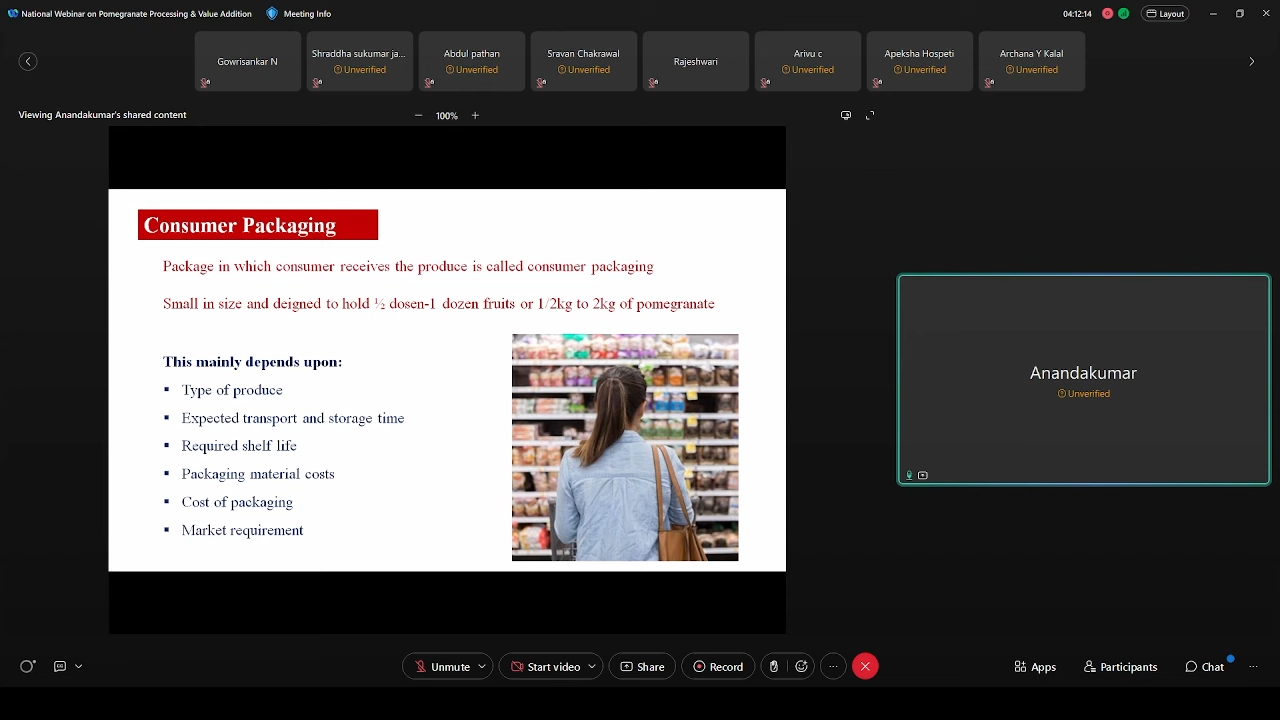 National Webinar on Pomegranate Processing & Value Addition
Meeting Info
04:12:14
Layout
Gowrisankar N
Shraddha sukumar ja...
Unverified
Abdul pathan
Unverified
Sravan Chakrawal
Unverified
Rajeshwari
Arivu c
Unverified
Apeksha Hospeti
Unverified
Archana Y Kalal
Unverified
Viewing Anandakumar's shared content
100%
Consumer Packaging
Package in which consumer receives the produce is called consumer packaging
Small in size and deigned to hold ½ dosen-1 dozen fruits or 1/2kg to 2kg of pomegranate
This mainly depends upon:
▪ Type of produce
▪ Expected transport and storage time
▪ Required shelf life
▪ Packaging material costs
▪ Cost of packaging
▪ Market requirement
Anandakumar
Unverified
Unmute
Start video
Share
Record
Apps
Participants
Chat